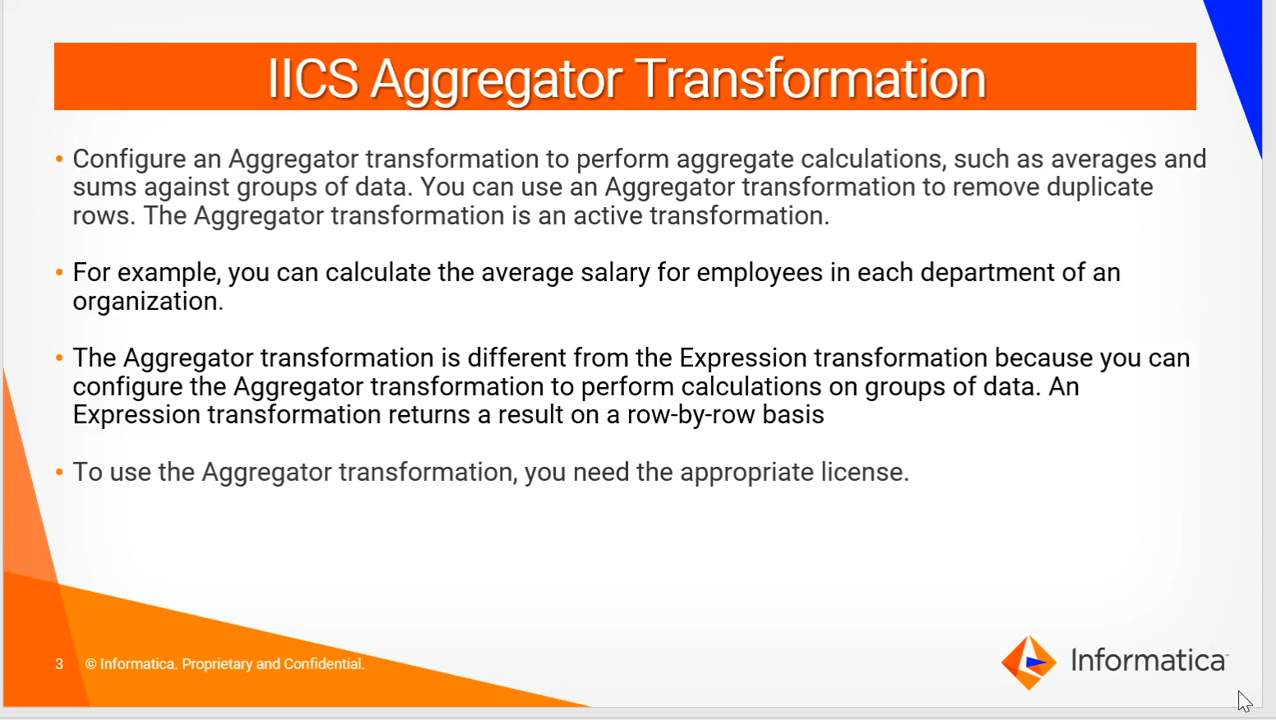 IICS Aggregator Transformation
• Configure an Aggregator transformation to perform aggregate calculations, such as averages and
sums against groups of data. You can use an Aggregator transformation to remove duplicate
rows. The Aggregator transformation is an active transformation.
• For example, you can calculate the average salary for employees in each department of an
organization.
• The Aggregator transformation is different from the Expression transformation because you can
configure the Aggregator transformation to perform calculations on groups of data. An
Expression transformation returns a result on a row-by-row basis
• To use the Aggregator transformation, you need the appropriate license.
3 © Informatica. Proprietary and Confidential.
Informatica™